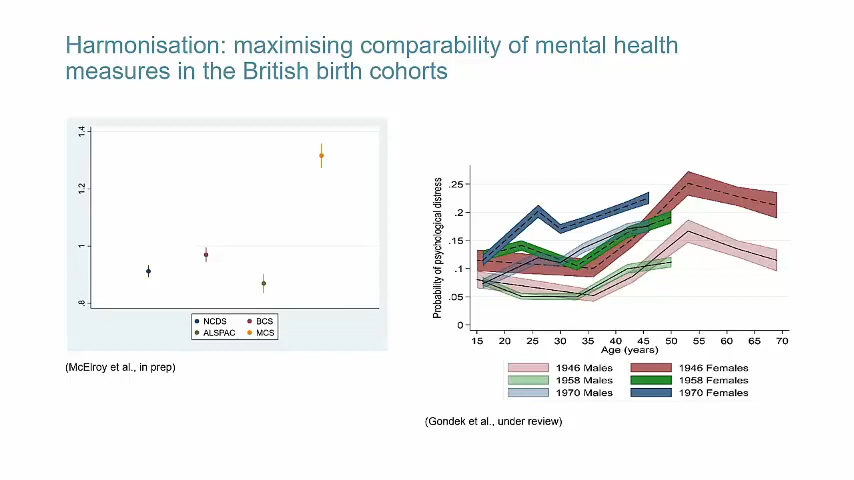 Harmonisation: maximising comparability of mental health
measures in the British birth cohorts
1.4
1.2
1
.8
NCDS
BCS
ALSPAC
MCS
(McElroy et al., in prep)
Probability of psychological distress
.25
.2
.15
.1
.05
0
15 20 25 30 35 40 45 50 55 60 65 70
Age (years)
1946 Males
1946 Females
1958 Males
1958 Females
1970 Males
1970 Females
(Gondek et al., under review)